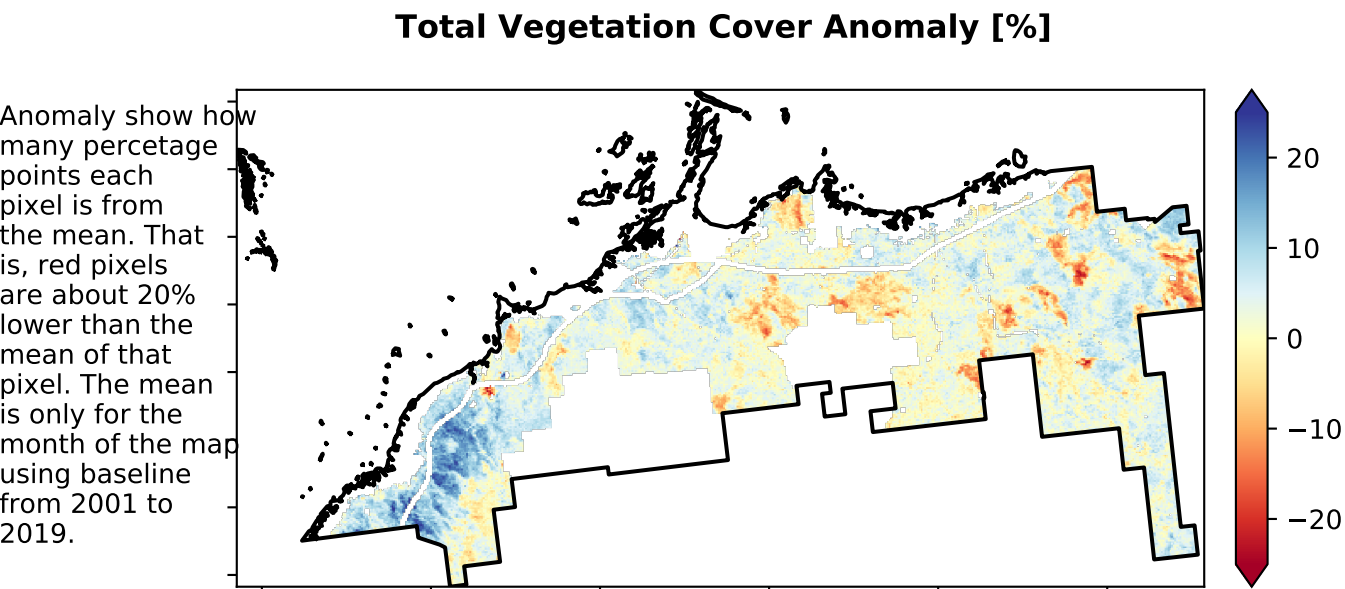 Total Vegetation Cover Anomaly [%]
Anomaly show how
many percetage
points each
pixel is from
the mean. That
is, red pixels
are about 20%
lower than the
mean of that
pixel. The mean
is only for the
month of the map
using baseline
from 2001 to
2019.
20
10
0
−10
−20